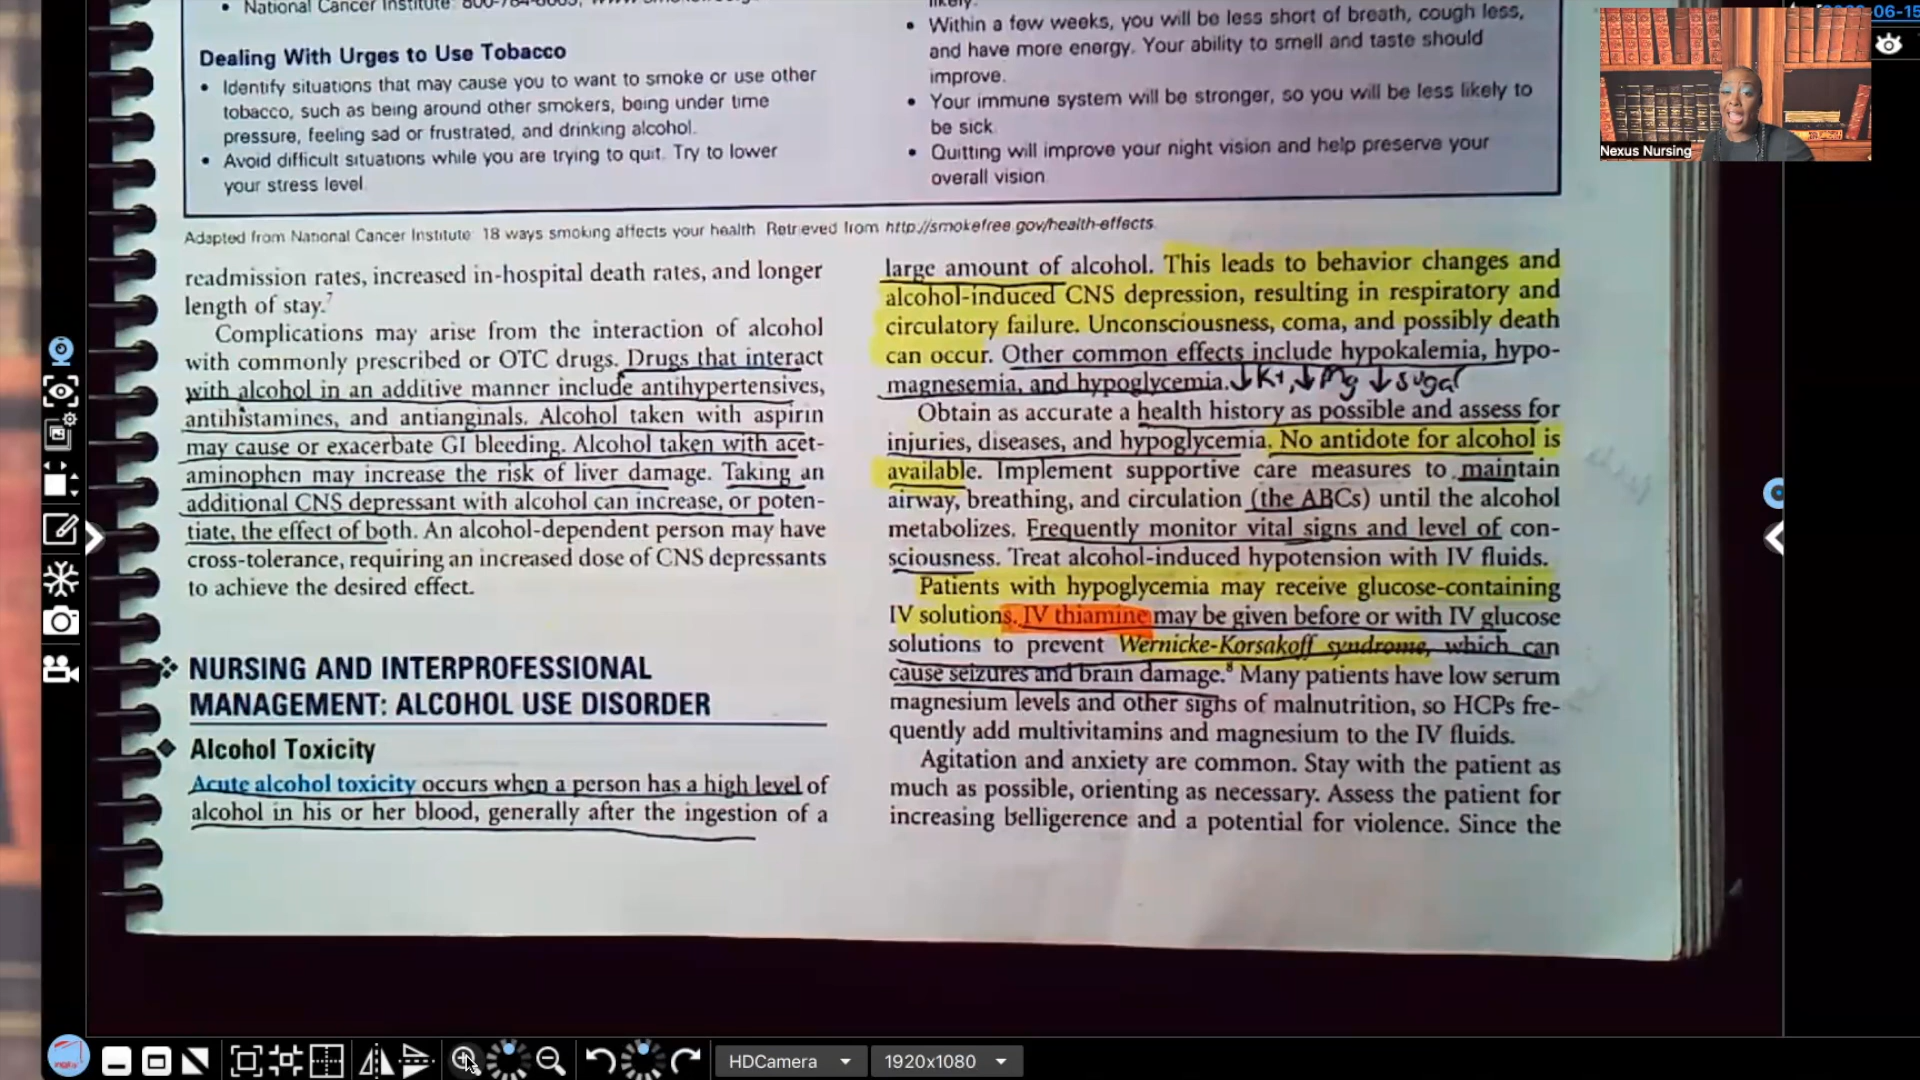 • National Cancer Institute:
Dealing With Urges to Use Tobacco
• Identify situations that may cause you to want to smoke or use other
tobacco, such as being around other smokers, being under time
pressure, feeling sad or frustrated, and drinking alcohol.
• Avoid difficult situations while you are trying to quit. Try to lower
your stress level.
likely.
• Within a few weeks, you will be less short of breath, cough less,
and have more energy. Your ability to smell and taste should
improve.
• Your immune system will be stronger, so you will be less likely to
be sick.
• Quitting will improve your night vision and help preserve your
overall vision.
Adapted from National Cancer Institute: 18 ways smoking affects your health. Retrieved from http://smokefree.gov/health-effects.
readmission rates, increased in-hospital death rates, and longer
length of stay.7
Complications may arise from the interaction of alcohol
with commonly prescribed or OTC drugs. Drugs that interact
with alcohol in an additive manner include antihypertensives,
antihistamines, and antianginals. Alcohol taken with aspirin
may cause or exacerbate GI bleeding. Alcohol taken with acet-
aminophen may increase the risk of liver damage. Taking an
additional CNS depressant with alcohol can increase, or poten-
tiate, the effect of both. An alcohol-dependent person may have
cross-tolerance, requiring an increased dose of CNS depressants
to achieve the desired effect.
NURSING AND INTERPROFESSIONAL
MANAGEMENT: ALCOHOL USE DISORDER
Alcohol Toxicity
Acute alcohol toxicity occurs when a person has a high level of
alcohol in his or her blood, generally after the ingestion of a
large amount of alcohol. This leads to behavior changes and
alcohol-induced CNS depression, resulting in respiratory and
circulatory failure. Unconsciousness, coma, and possibly death
can occur. Other common effects include hypokalemia, hypo-
magnesemia, and hypoglycemia. ↓K+, ↓Mg ↓sugar
Obtain as accurate a health history as possible and assess for
injuries, diseases, and hypoglycemia. No antidote for alcohol is
available. Implement supportive care measures to maintain
airway, breathing, and circulation (the ABCs) until the alcohol
metabolizes. Frequently monitor vital signs and level of con-
sciousness. Treat alcohol-induced hypotension with IV fluids.
Patients with hypoglycemia may receive glucose-containing
IV solutions. IV thiamine may be given before or with IV glucose
solutions to prevent Wernicke-Korsakoff syndrome, which can
cause seizures and brain damage.8 Many patients have low serum
magnesium levels and other signs of malnutrition, so HCPs fre-
quently add multivitamins and magnesium to the IV fluids.
Agitation and anxiety are common. Stay with the patient as
much as possible, orienting as necessary. Assess the patient for
increasing belligerence and a potential for violence. Since the
Nexus Nursing
-06-15
HDCamera
1920x1080